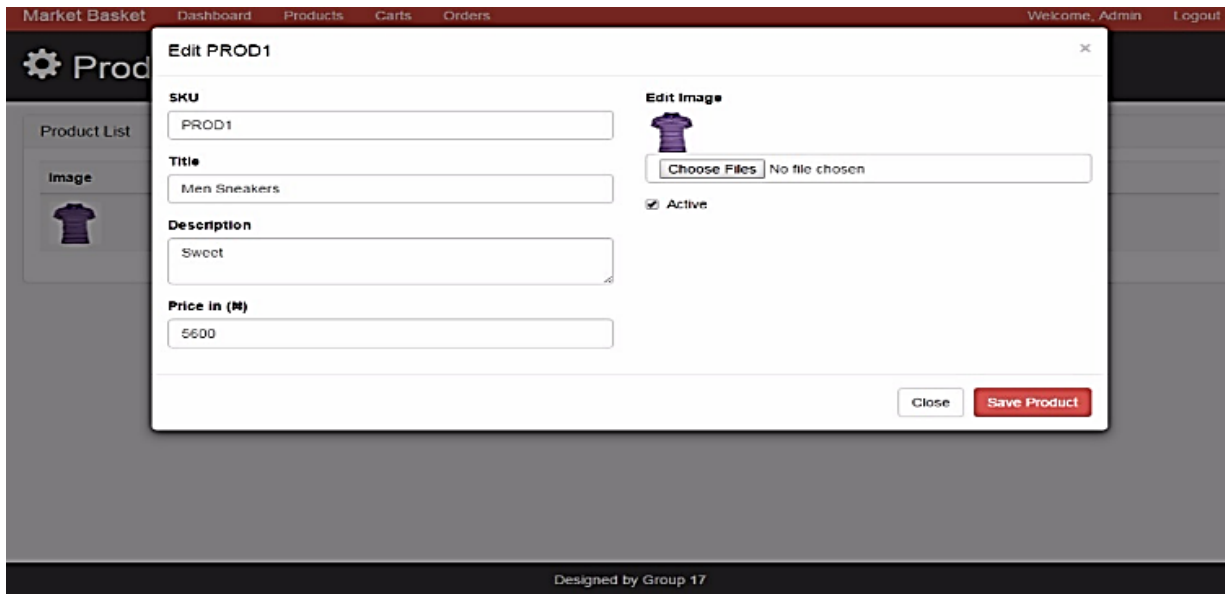 Market Basket Dashboard Products Carts Orders Welcome, Admin Logout
Prod
Edit PROD1 ×
SKU
PROD1
Title
Men Sneakers
Description
Sweet
Price in (₦)
5600
Edit Image
Choose Files No file chosen
Active
Product List
Image
Close Save Product
Designed by Group 17